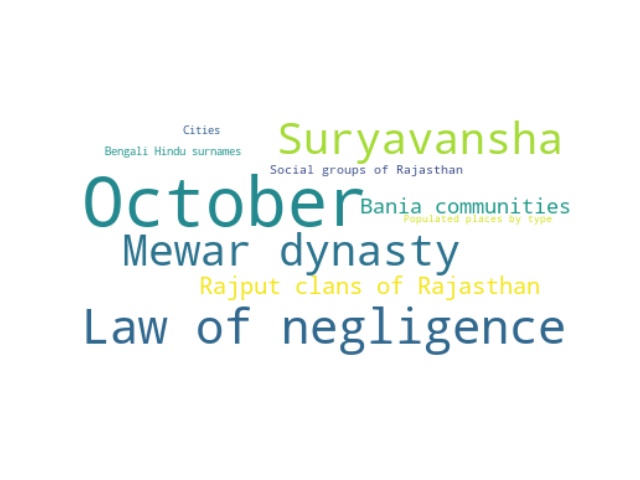 Cities
Suryavansha
Bengali Hindu surnames
Social groups of Rajasthan
October
Bania communities
Populated places by type
Mewar dynasty
Rajput clans of Rajasthan
Law of negligence